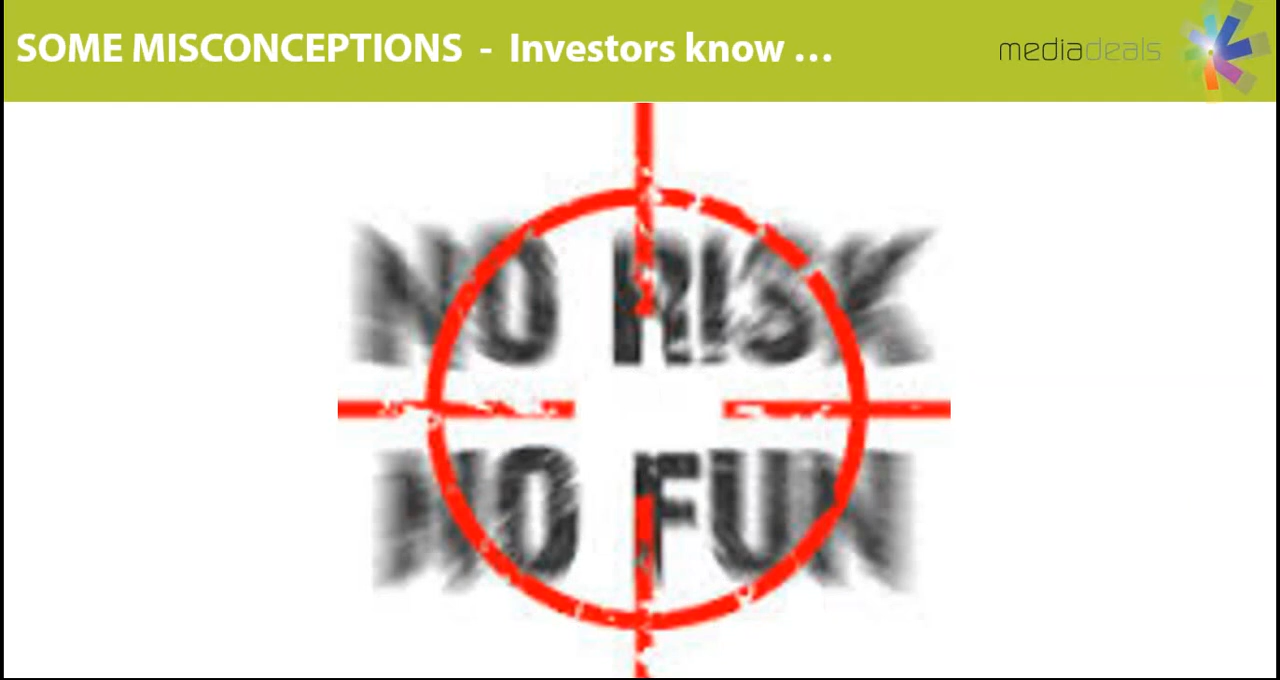 SOME MISCONCEPTIONS - Investors know ...
mediadeals
NO RISK
NO FUN